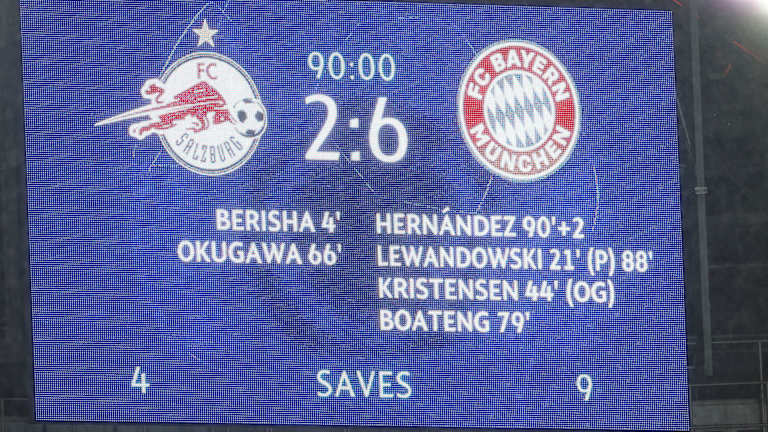 FC
SALZBURG
90:00
2:6
FC BAYERN
MÜNCHEN
BERISHA 4'
OKUGAWA 66'
HERNÁNDEZ 90'+2
LEWANDOWSKI 21' (P) 88'
KRISTENSEN 44' (OG)
BOATENG 79'
4 SAVES 9